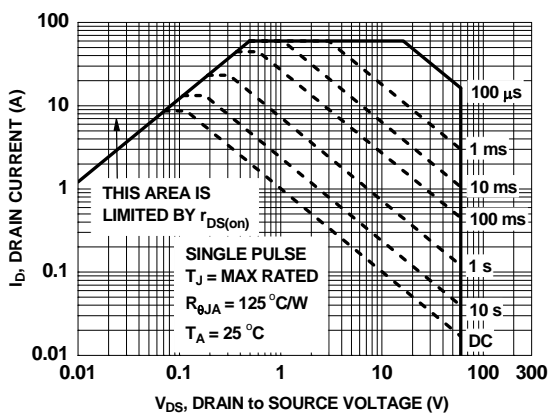 100
100 μs
I_D, DRAIN CURRENT (A)
10
1 ms
10 ms
1
THIS AREA IS
LIMITED BY r_DS(on)
100 ms
SINGLE PULSE
T_J = MAX RATED
R_θJA = 125 °C/W
T_A = 25 °C
0.1
1 s
10 s
0.01
DC
0.01
0.1
1
10
100
300
V_DS, DRAIN to SOURCE VOLTAGE (V)